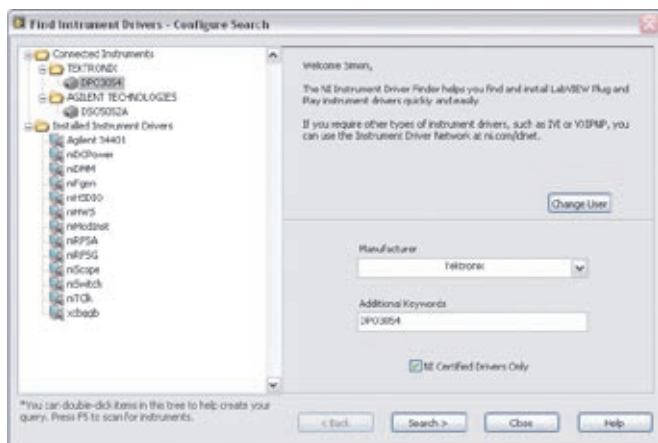 Find Instrument Drivers - Configure Search
Connected Instruments
TEKTRONIX
DPO3054
AGILENT TECHNOLOGIES
DSO5052A
Installed Instrument Drivers
Agilent 34401
niDCPower
niDMM
niFgen
niHSDIO
niHWS
niModInst
niRFSA
niRFSG
niScope
niSwitch
niTClk
*You can double-click items in this tree to help create your
query. Press F5 to scan for instruments.
Welcome Simon,
The NI Instrument Driver Finder helps you find and install LabVIEW Plug and
Play instrument drivers quickly and easily.
If you require other types of instrument drivers, such as IVI or VXIPNP, you
can use the Instrument Driver Network at ni.com/idnet.
Change User
Manufacturer
Tektronix
Additional Keywords
DPO3054
NI Certified Drivers Only
< Back
Search >
Close
Help